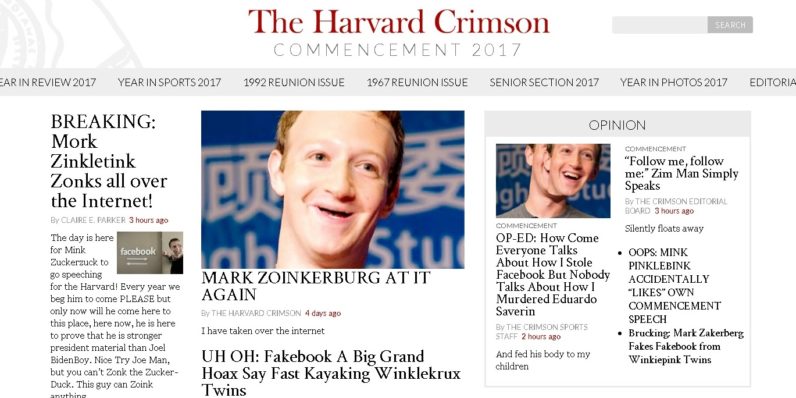 The Harvard Crimson
COMMENCEMENT 2017
SEARCH
EAR IN REVIEW 2017 YEAR IN SPORTS 2017 1992 REUNION ISSUE 1967 REUNION ISSUE SENIOR SECTION 2017 YEAR IN PHOTOS 2017 EDITORIA
BREAKING:
Mork
Zinkletink
Zonks all over
the Internet!
By CLAIRE E. PARKER 3 hours ago
The day is here
for Mink
Zuckerzuck to
go speeching
facebook
for the Harvard! Every year we
beg him to come PLEASE but
only now will he come here to
this place, here now, he is here
to prove that he is stronger
president material than Joel
BidenBoy. Nice Try Joe Man,
but you can't Zonk the Zucker-
Duck. This guy can Zoink
anything
顾 委
gh Stu
MARK ZOINKERBURG AT IT
AGAIN
By THE HARVARD CRIMSON 4 days ago
I have taken over the internet
UH OH: Fakebook A Big Grand
Hoax Say Fast Kayaking Winklekrux
Twins
OPINION
COMMENCEMENT
OP-ED: How Come
Everyone Talks
About How I Stole
Facebook But Nobody
Talks About How I
Murdered Eduardo
Saverin
By THE CRIMSON SPORTS
STAFF 2 hours ago
And fed his body to my
children
COMMENCEMENT
“Follow me, follow
me:” Zim Man Simply
Speaks
By THE CRIMSON EDITORIAL
BOARD 3 hours ago
Silently floats away
• OOPS: MINK
PINKLEBINK
ACCIDENTALLY
“LIKES” OWN
COMMENCEMENT
SPEECH
• Brucking: Mark Zakerberg
Fakes Fakebook from
Winkiepink Twins